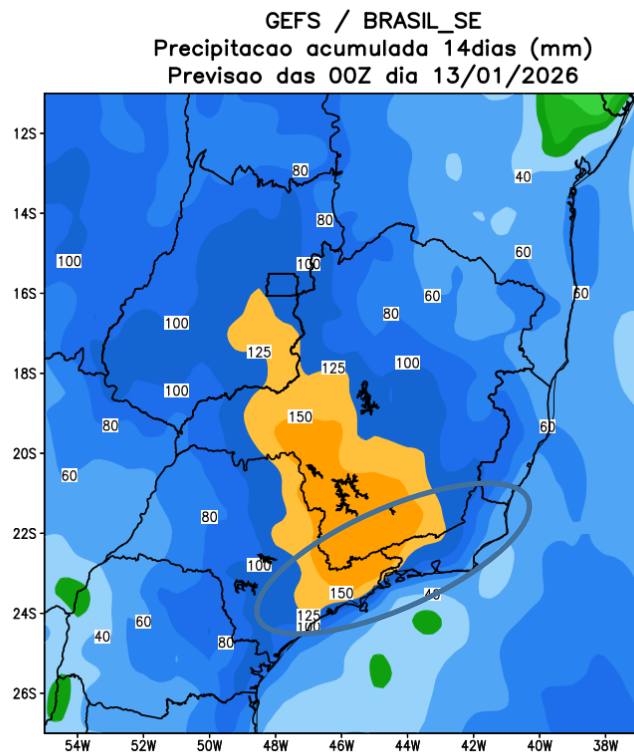 GEFS / BRASIL_SE
Precipitacao acumulada 14dias (mm)
Previsao das 00Z dia 13/01/2026
12S
80
40
14S
80
100
100
60
16S
60
60
80
100
125
18S
125
100
100
150
80
60
20S
60
80
22S
100
150
40
125
24S
100
60
40
80
26S
54W 52W 50W 48W 46W 44W 42W 40W 38W